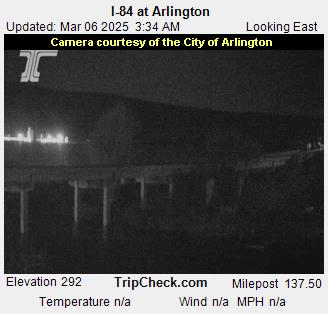 I-84 at Arlington
Updated: Mar 06 2025 3:34 AM Looking East
Camera courtesy of the City of Arlington
Elevation 292 TripCheck.com Milepost 137.50
Temperature n/a Wind n/a MPH n/a